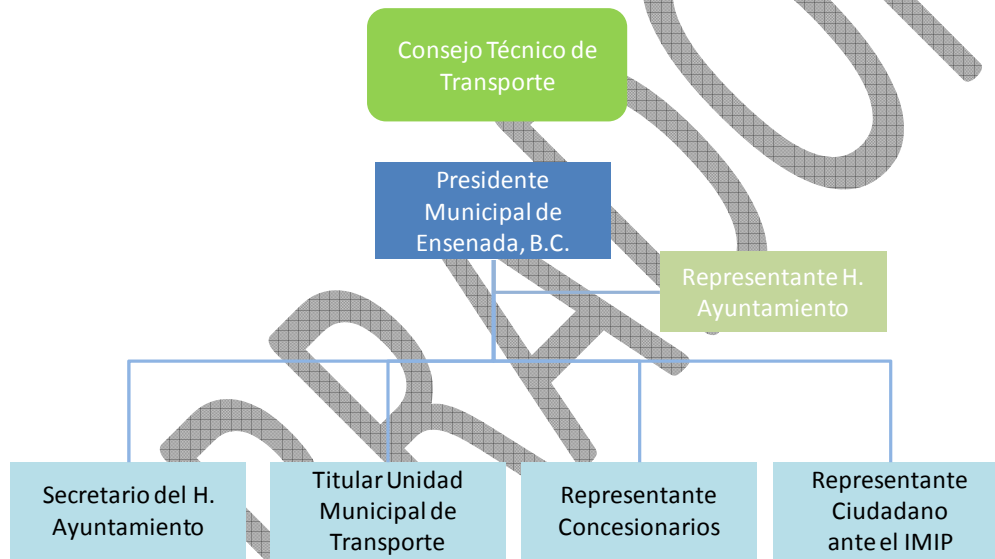 Consejo Técnico de
Transporte
Presidente
Municipal de
Ensenada, B.C.
Representante H.
Ayuntamiento
Secretario del H.
Ayuntamiento
Titular Unidad
Municipal de
Transporte
Representante
Concesionarios
Representante
Ciudadano
ante el IMIP